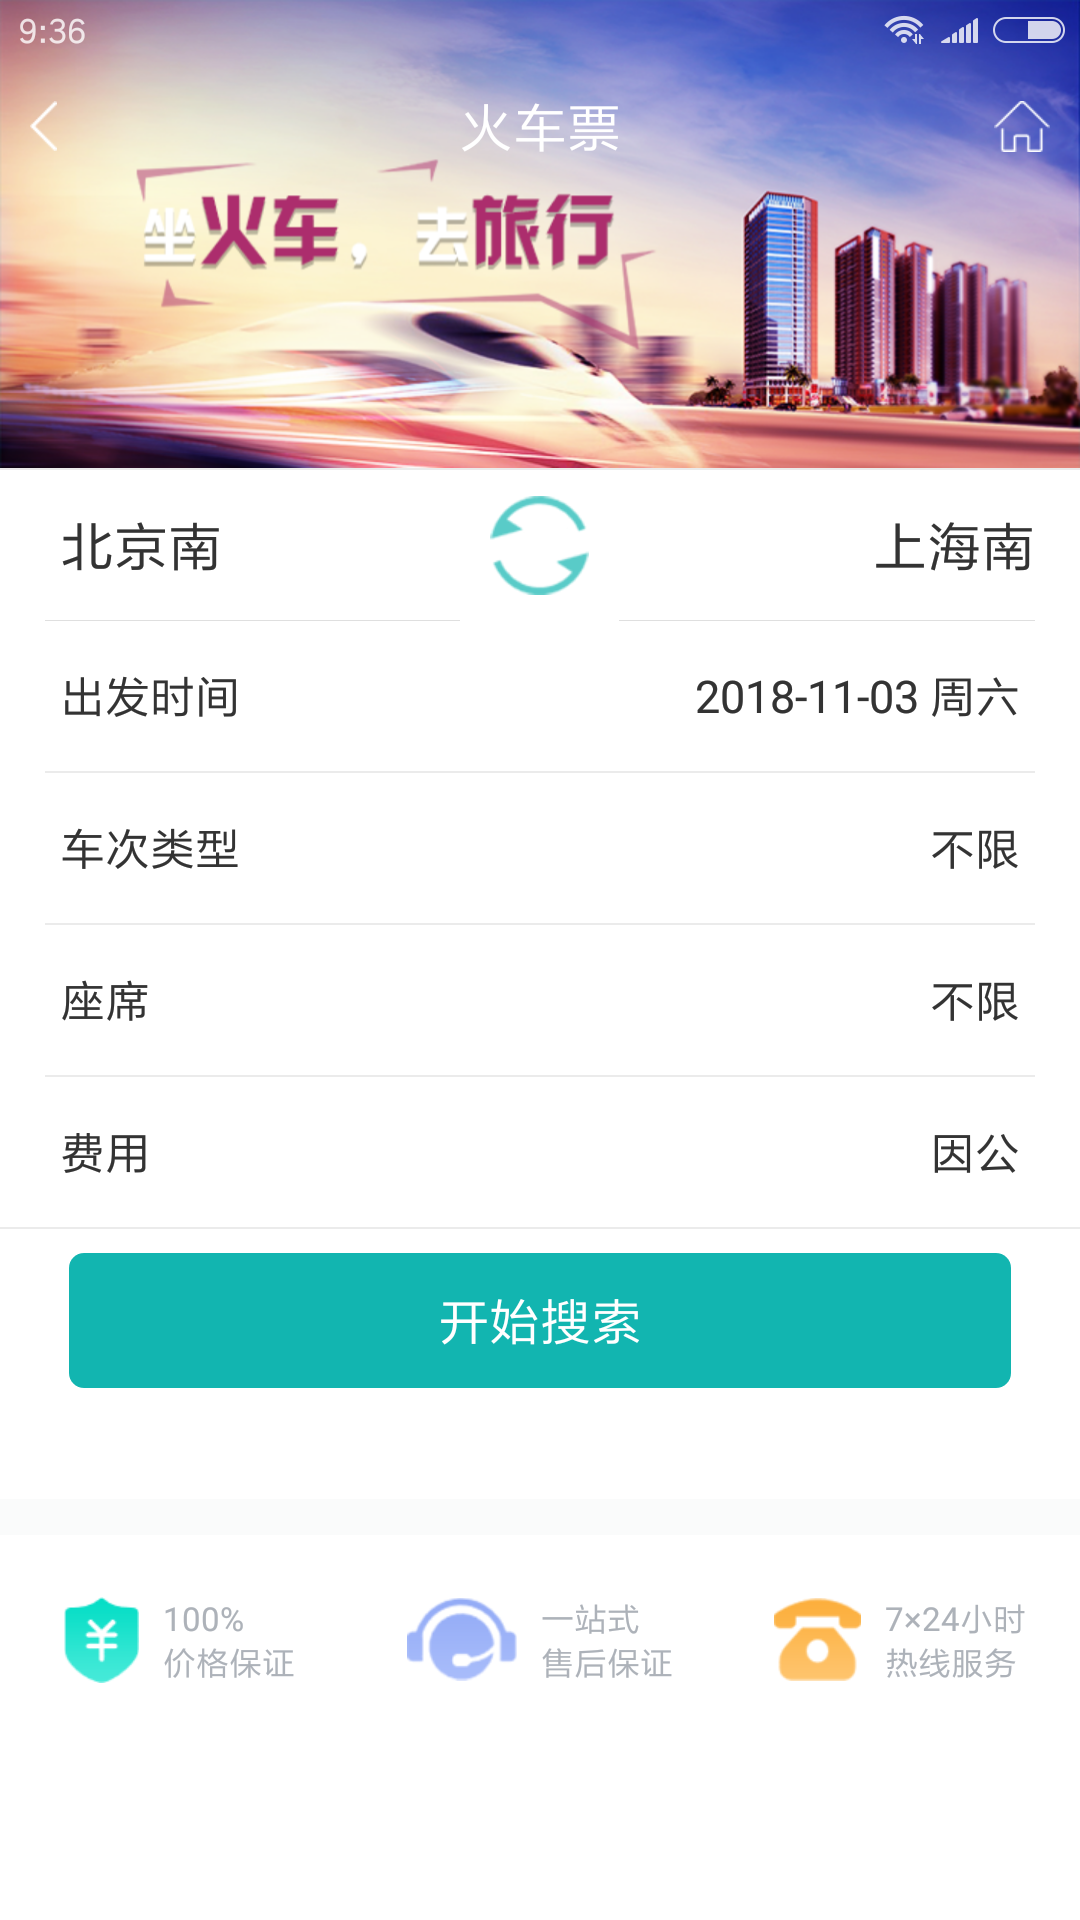 9:36
火车票
坐火车，去旅行
北京南
上海南
出发时间
2018-11-03 周六
车次类型
不限
座席
不限
费用
因公
开始搜索
100%
价格保证
一站式
售后保证
7×24小时
热线服务